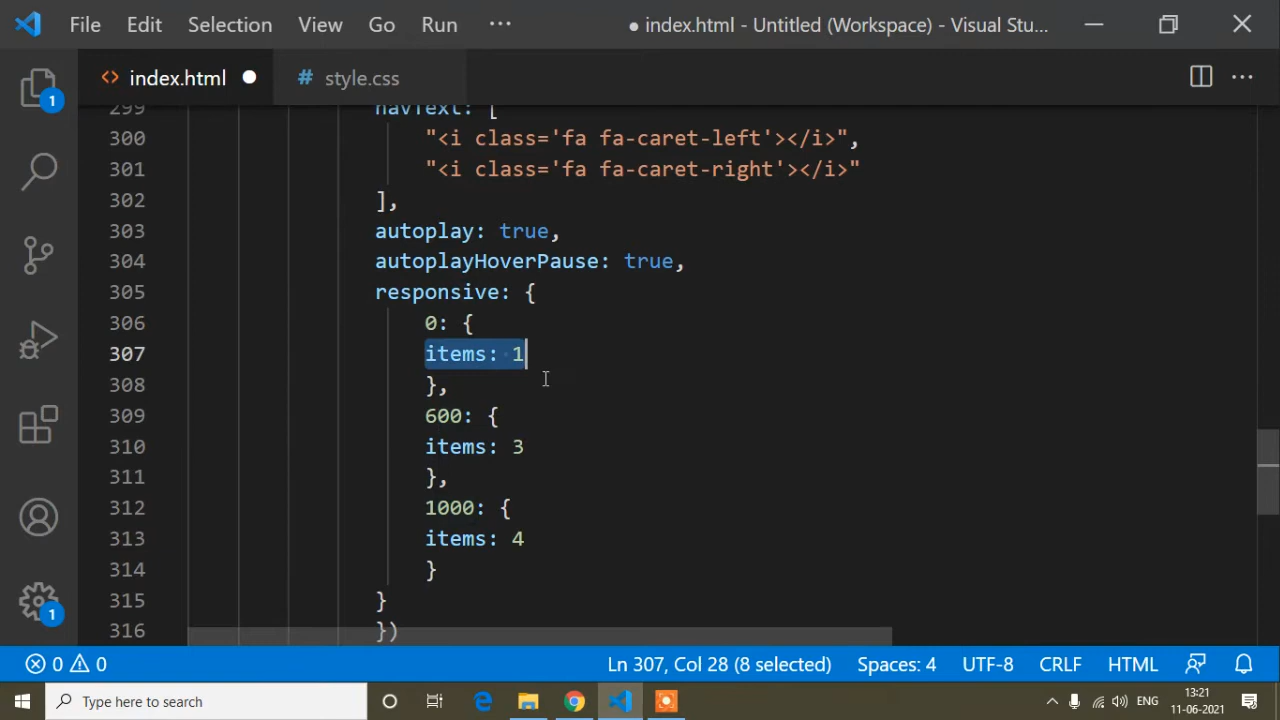 File Edit Selection View Go Run ···
● index.html - Untitled (Workspace) - Visual Stu...
<> index.html ●
# style.css
···
299 navText: [
300 "<i class='fa fa-caret-left'></i>",
301 "<i class='fa fa-caret-right'></i>"
302 ],
303 autoplay: true,
304 autoplayHoverPause: true,
305 responsive: {
306 0: {
307 items: 1
308 },
309 600: {
310 items: 3
311 },
312 1000: {
313 items: 4
314 }
315 }
316 })
1
1
0 0 Ln 307, Col 28 (8 selected) Spaces: 4 UTF-8 CRLF HTML
Type here to search
ENG
13:21
11-06-2021